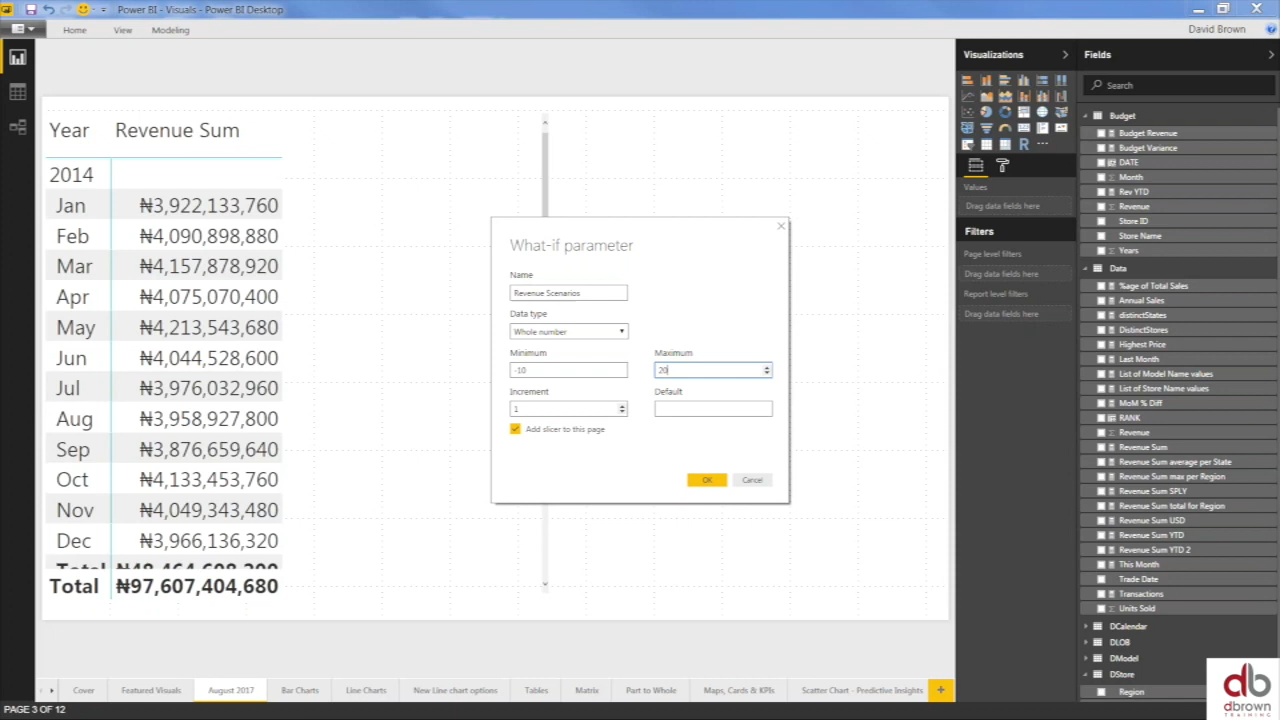 Power BI - Visuals - Power BI Desktop
Home View Modeling
David Brown
Year Revenue Sum
2014
Jan ₦3,922,133,760
Feb ₦4,090,898,880
Mar ₦4,157,878,920
Apr ₦4,075,070,400
May ₦4,213,543,680
Jun ₦4,044,528,600
Jul ₦3,976,032,960
Aug ₦3,958,927,800
Sep ₦3,876,659,640
Oct ₦4,133,453,760
Nov ₦4,049,343,480
Dec ₦3,966,136,320
Total
Total ₦97,607,404,680
What-if parameter
Name
Revenue Scenarios
Data type
Whole number
Minimum Maximum
-10 20
Increment Default
1
Add slicer to this page
OK Cancel
Visualizations
R
Values
Drag data fields here
Filters
Page level filters
Drag data fields here
Report level filters
Drag data fields here
Fields
Search
Budget
Budget Revenue
Budget Variance
DATE
Σ Month
Rev YTD
Σ Revenue
Store ID
Store Name
Σ Years
Data
%age of Total Sales
Annual Sales
distinctStates
DistinctStores
Highest Price
Last Month
List of Model Name values
List of Store Name values
MoM % Diff
RANK
Σ Revenue
Revenue Sum
Revenue Sum average per State
Revenue Sum max per Region
Revenue Sum SPLY
Revenue Sum total for Region
Revenue Sum USD
Revenue Sum YTD
Revenue Sum YTD 2
This Month
Trade Date
Transactions
Σ Units Sold
DCalendar
DLOB
DModel
DStore
Region
Cover Featured Visuals August 2017 Bar Charts Line Charts New Line chart options Tables Matrix Part to Whole Maps, Cards & KPIs Scatter Chart - Predictive Insights +
PAGE 3 OF 12
db
dbrown
TRAINING